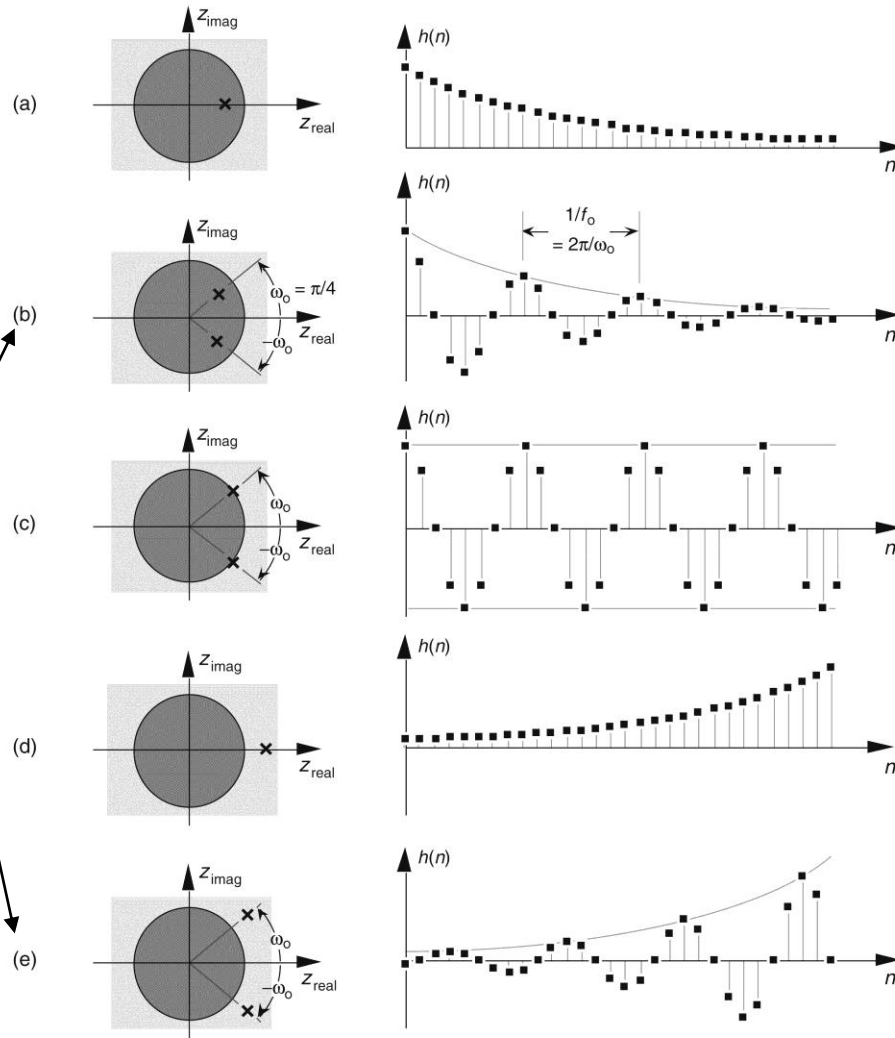 z_imag
h(n)
(a)
z_real
n
z_imag
h(n)
1/f_o
= 2π/ω_o
ω_o = π/4
(b)
z_real
–ω_o
n
z_imag
h(n)
ω_o
(c)
z_real
–ω_o
n
z_imag
h(n)
(d)
z_real
n
z_imag
h(n)
ω_o
(e)
z_real
–ω_o
n